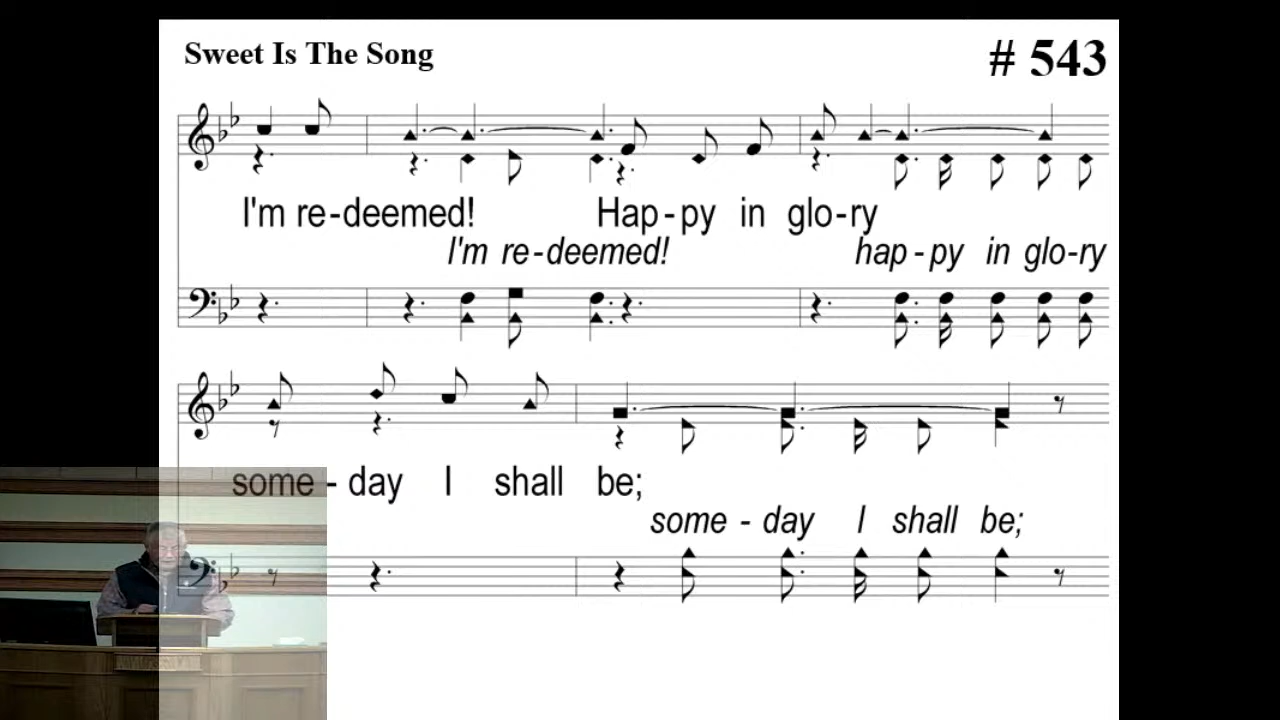 Sweet Is The Song
# 543
I'm re-deemed! Hap-py in glo-ry
I'm re-deemed! hap-py in glo-ry
some-day I shall be;
some-day I shall be;